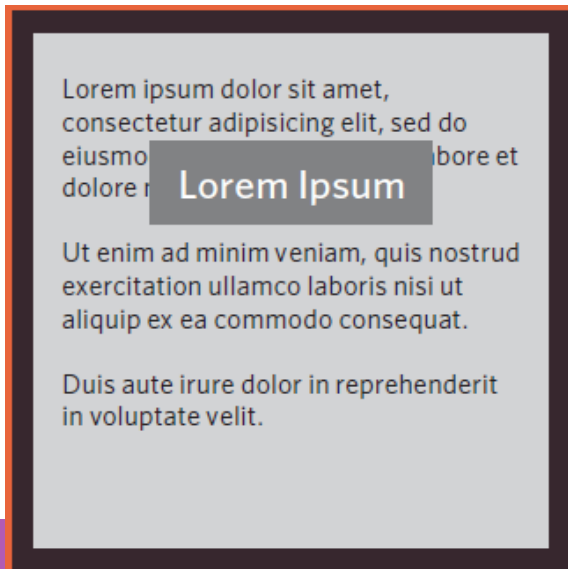 Lorem ipsum dolor sit amet,
consectetur adipisicing elit, sed do
eiusmo bore et
dolore
Lorem Ipsum
Ut enim ad minim veniam, quis nostrud
exercitation ullamco laboris nisi ut
aliquip ex ea commodo consequat.
Duis aute irure dolor in reprehenderit
in voluptate velit.